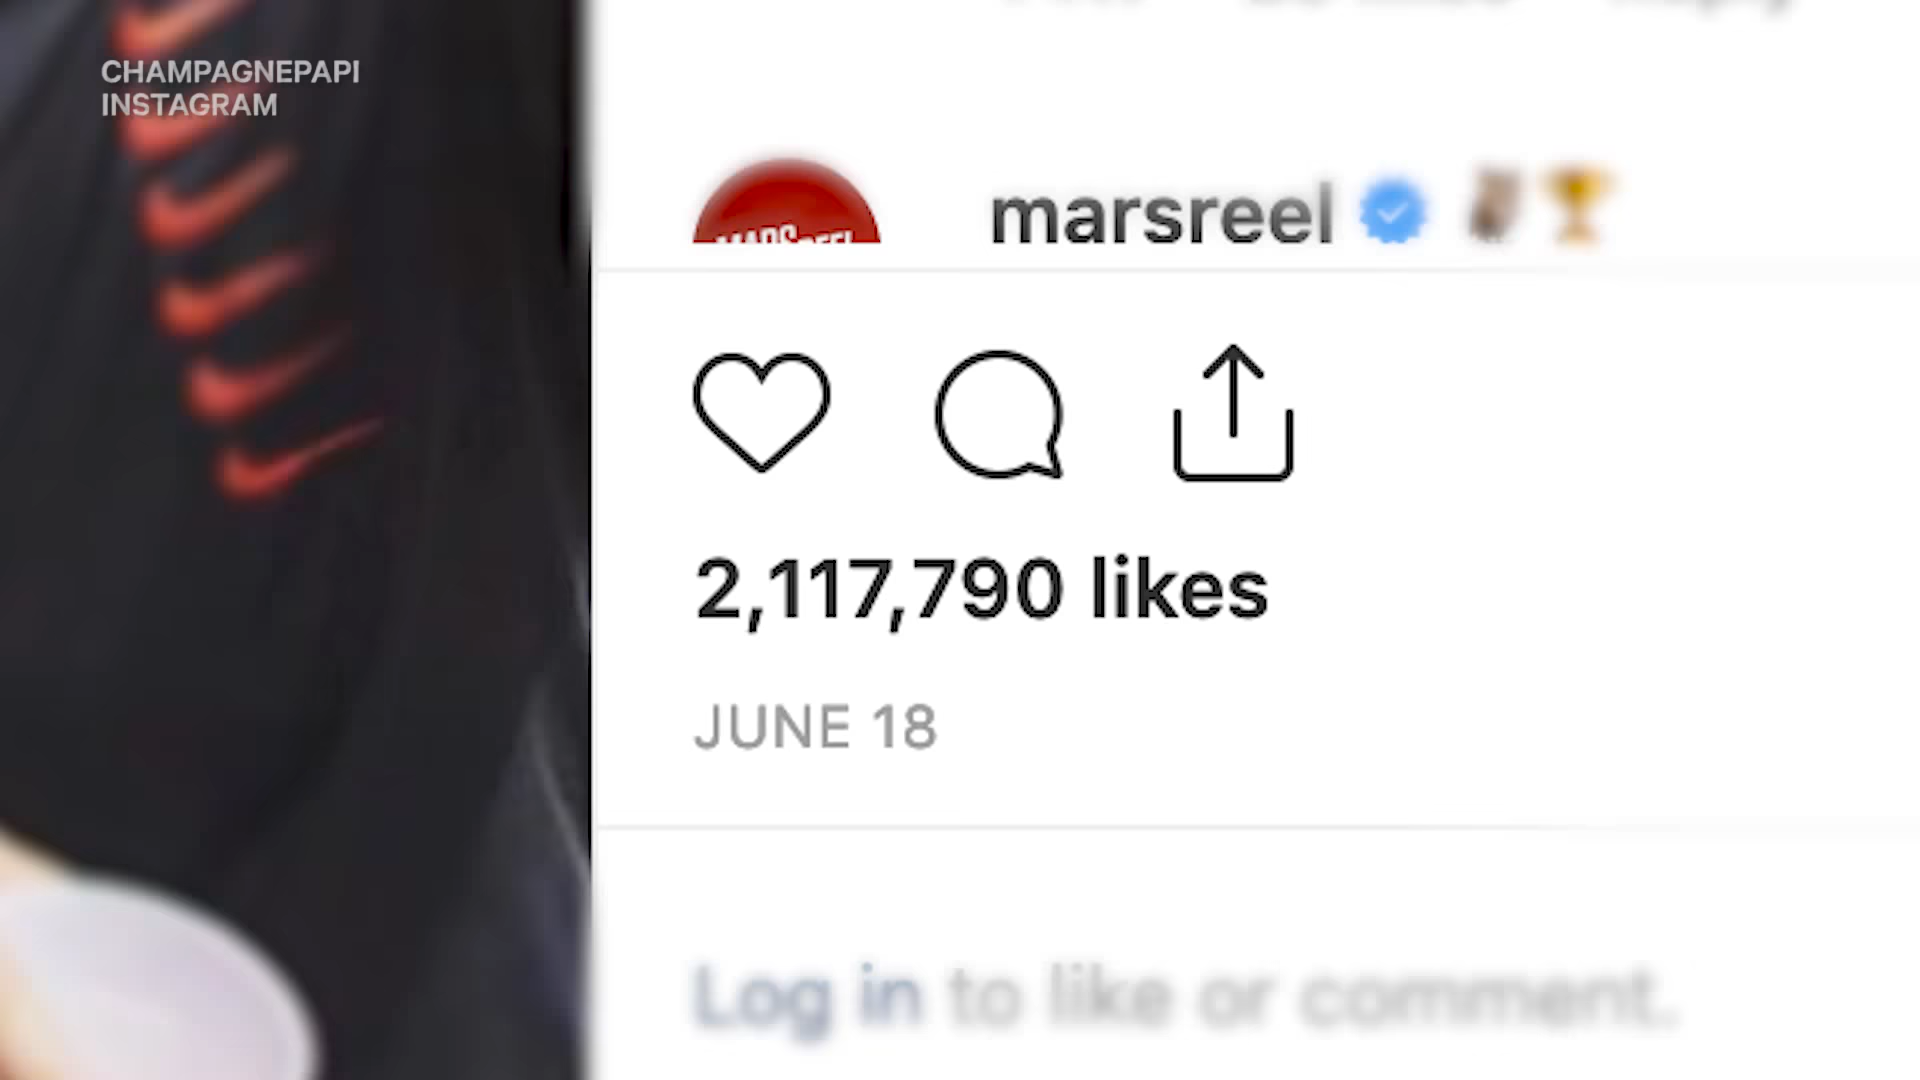 CHAMPAGNEPAPI
INSTAGRAM
marsreel
2,117,790 likes
JUNE 18
Log in to like or comment.